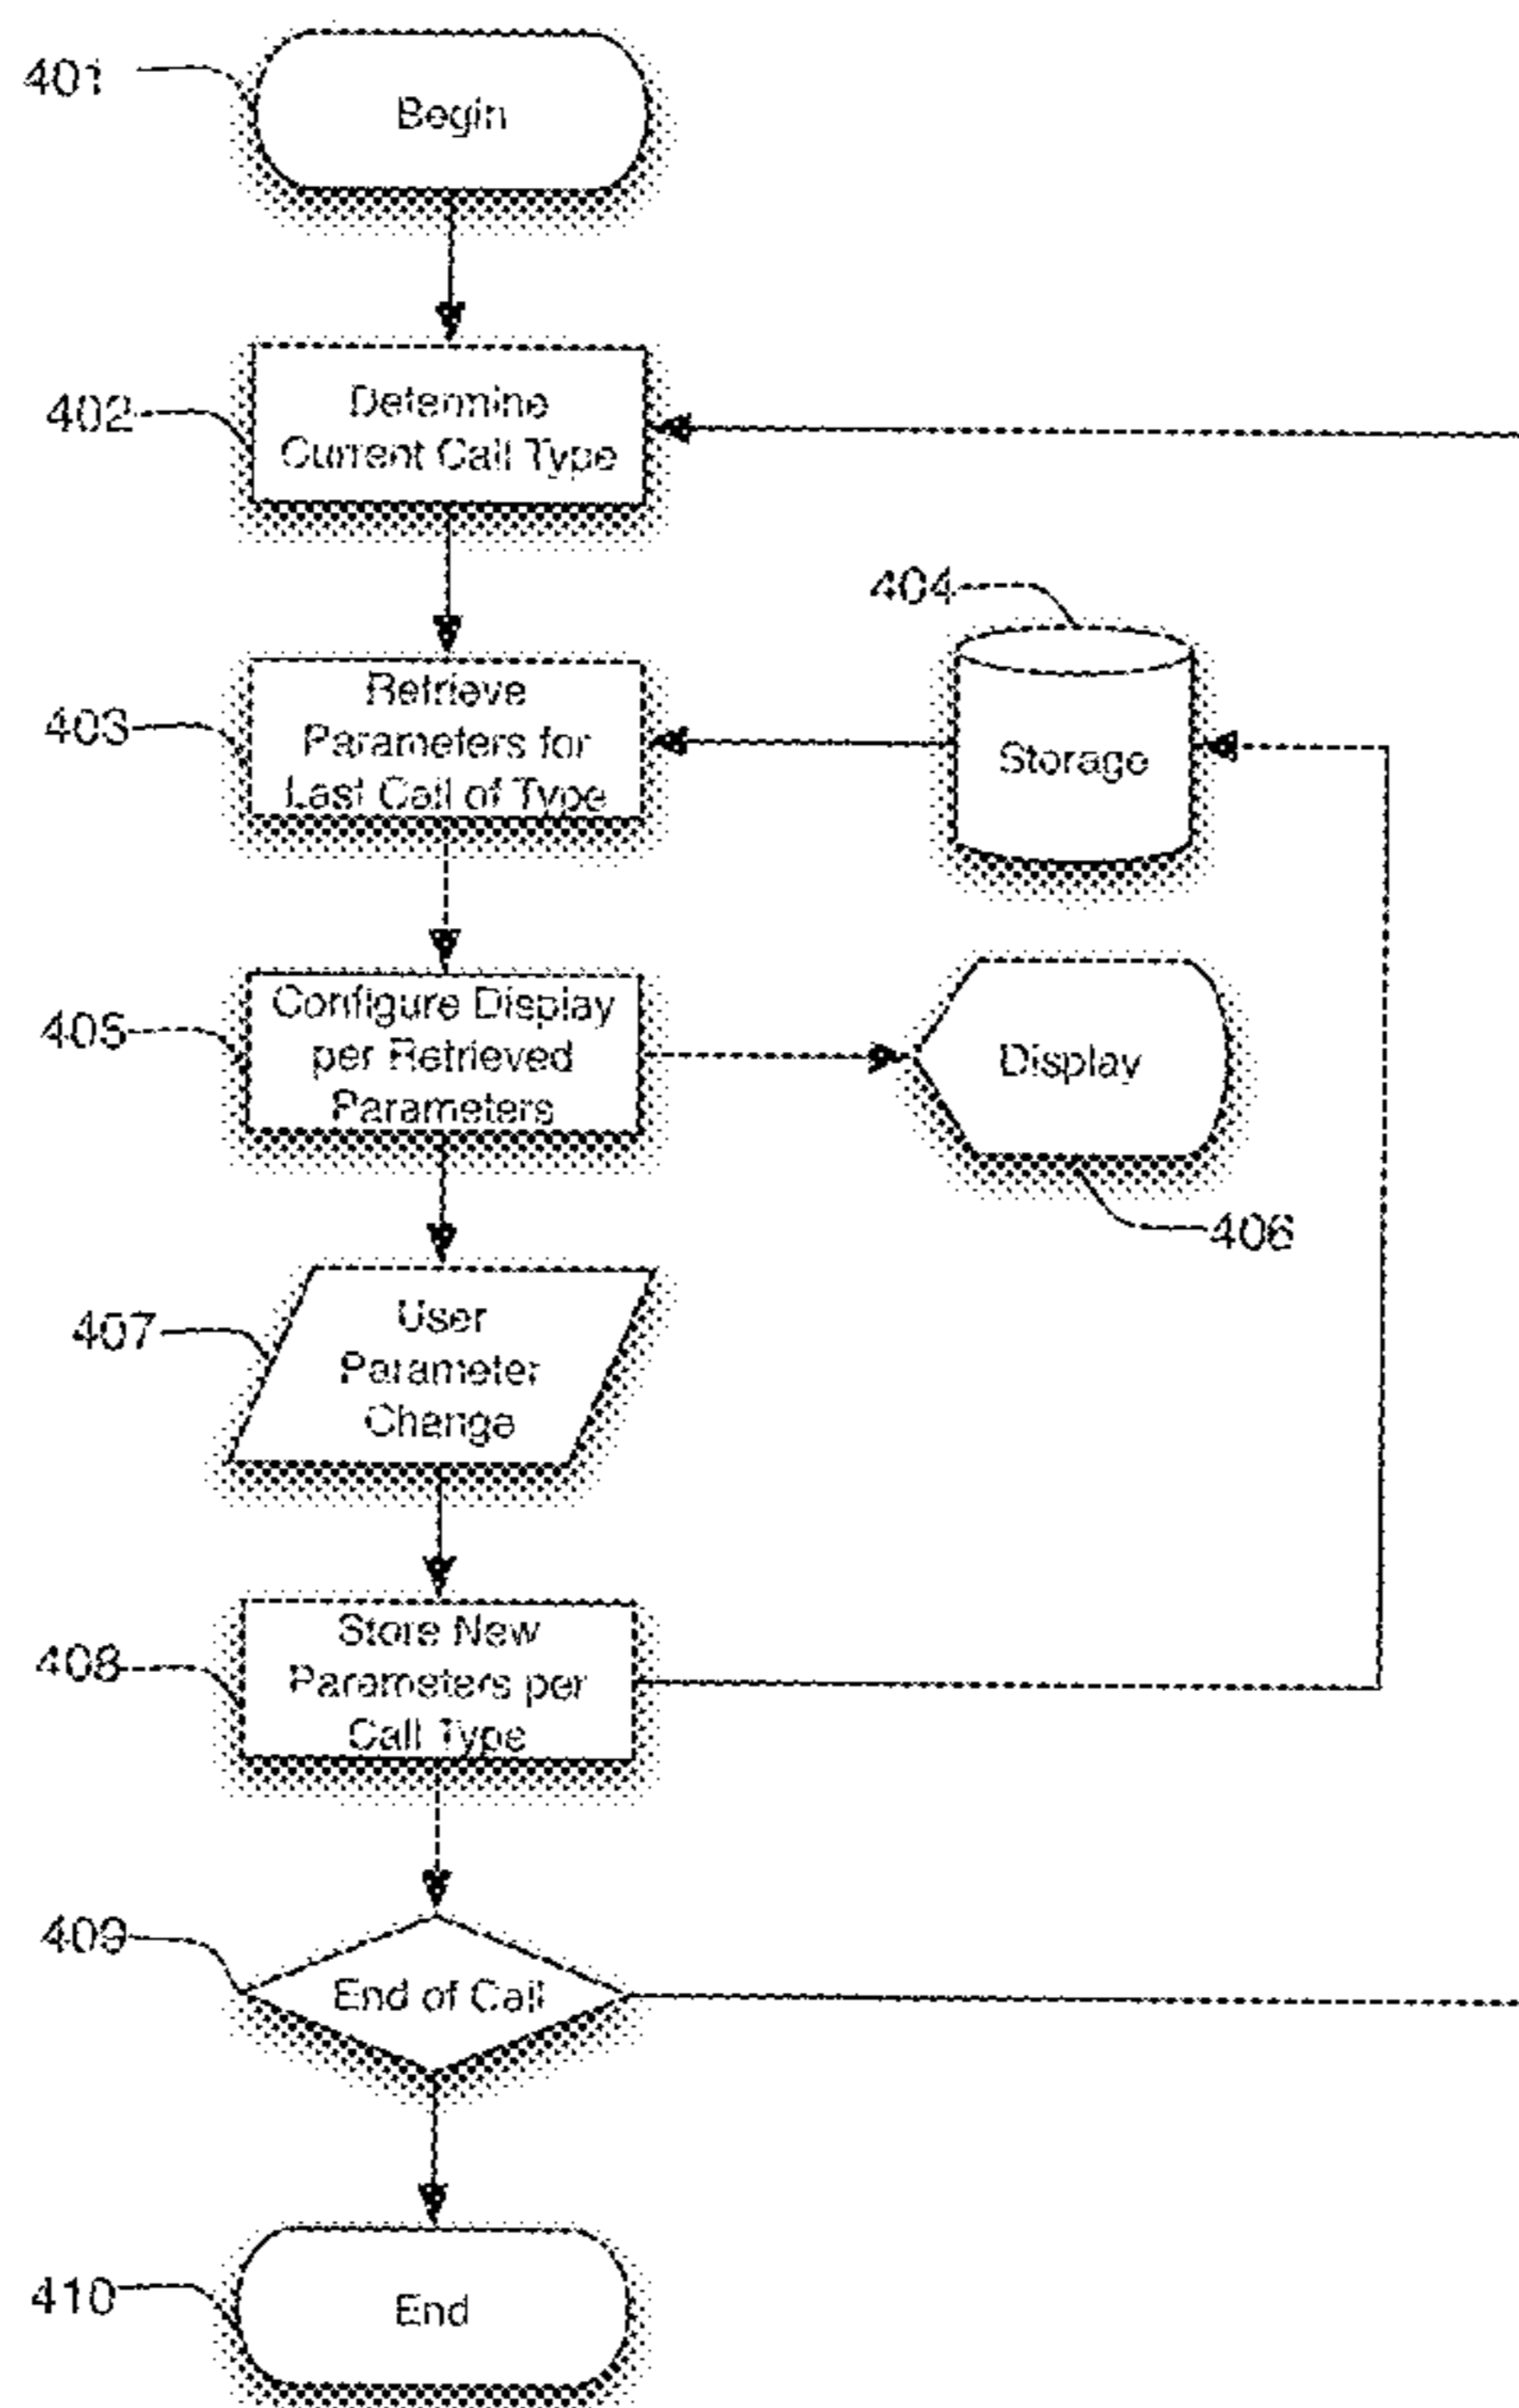 401
Begin
402
Determine
Current Call Type
403
Retrieve
Parameters for
Last Call of Type
404
Storage
405
Configure Display
per Retrieved
Parameters
Display
406
407
User
Parameter
Change
408
Store New
Parameters per
Call Type
409
End of Call
410
End